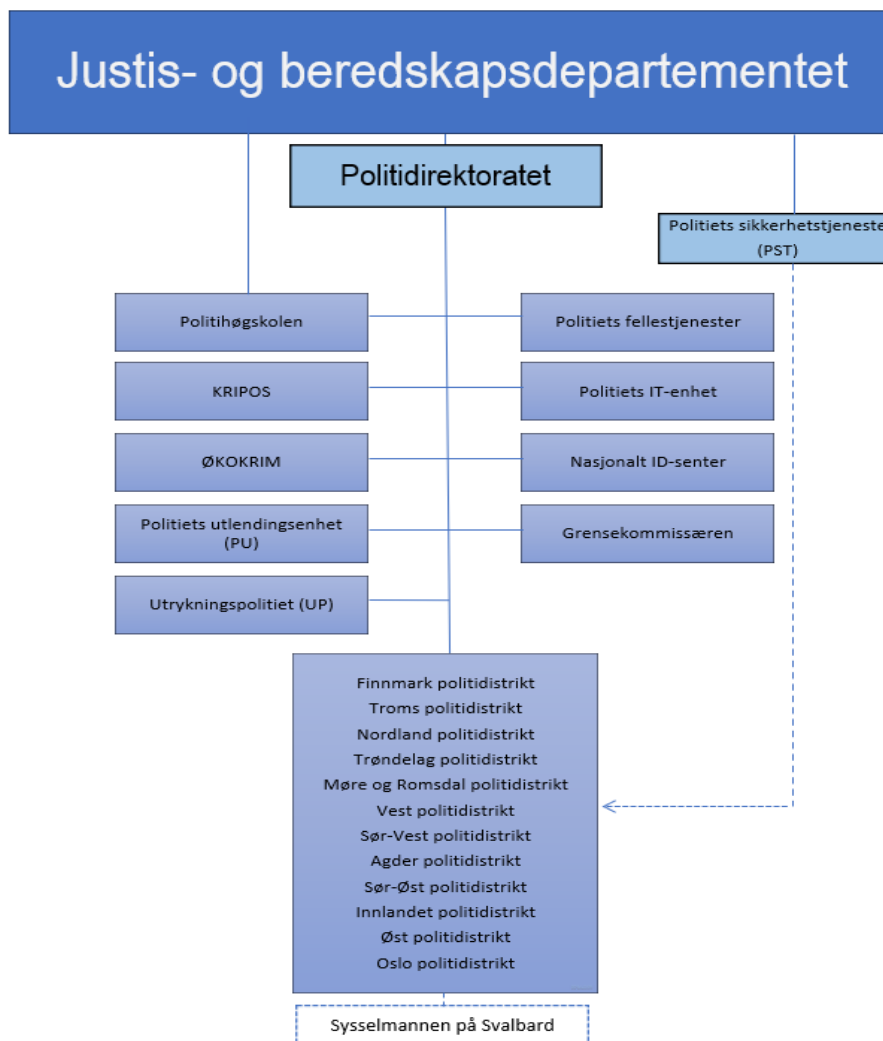 Justis- og beredskapsdepartementet
Politidirektoratet
Politiets sikkerhetstjeneste
(PST)
Politihøgskolen
Politiets fellestjenester
KRIPOS
Politiets IT-enhet
ØKOKRIM
Nasjonalt ID-senter
Politiets utlendingsenhet
(PU)
Grensekommissæren
Utrykningspolitiet (UP)
Finnmark politidistrikt
Troms politidistrikt
Nordland politidistrikt
Trøndelag politidistrikt
Møre og Romsdal politidistrikt
Vest politidistrikt
Sør-Vest politidistrikt
Agder politidistrikt
Sør-Øst politidistrikt
Innlandet politidistrikt
Øst politidistrikt
Oslo politidistrikt
Sysselmannen på Svalbard